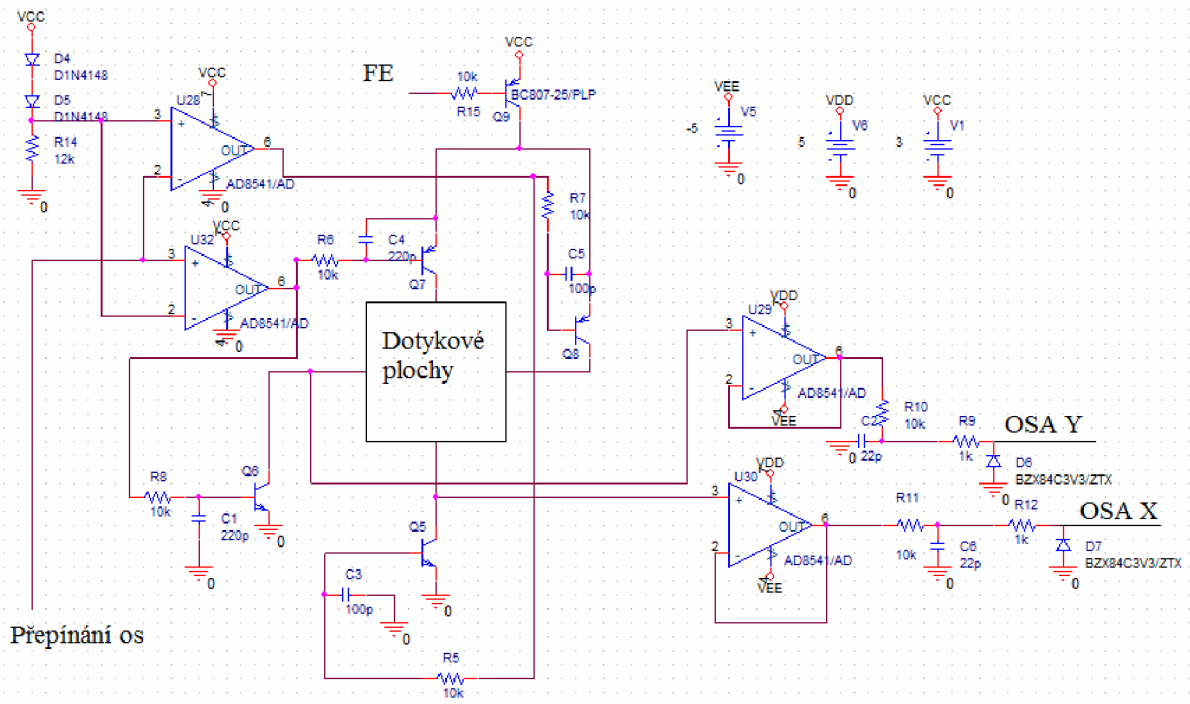 VCC
D4
D1N4148
D5
D1N4148
R14
12k
0
U28
VCC
7
3
+
2
-
OUT
6
AD8541/AD
4
0
U32
VCC
3
+
2
-
OUT
6
AD8541/AD
4
0
FE
10k
R15
VCC
BC807-25/PLP
Q9
R6
10k
C4
220p
Q7
R7
10k
C5
100p
Q8
Dotykové
plochy
VEE
V5
-5
0
VDD
V6
5
0
VCC
V1
3
0
R8
10k
C1
220p
0
Q6
0
Q5
0
C3
100p
0
R5
10k
Přepínání os
U29
VDD
3
+
2
-
OUT
6
AD8541/AD
4
VEE
R10
10k
C2
22p
0
R9
1k
OSA Y
D6
BZX84C3V3/ZTX
0
U30
VDD
3
+
2
-
OUT
6
AD8541/AD
4
VEE
R11
10k
C6
22p
0
R12
1k
OSA X
D7
BZX84C3V3/ZTX
0